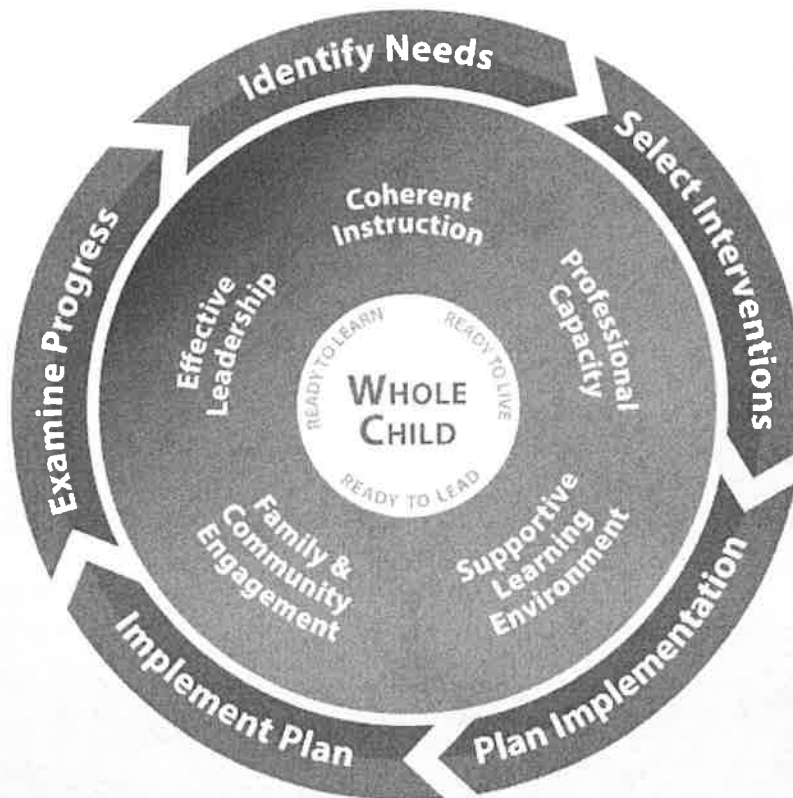 Identify Needs
Select Interventions
Plan Implementation
Implement Plan
Examine Progress
Coherent
Instruction
Professional
Capacity
Supportive
Learning
Environment
Family &
Community
Engagement
Effective
Leadership
READY TO LEARN
READY TO LIVE
READY TO LEAD
WHOLE
CHILD